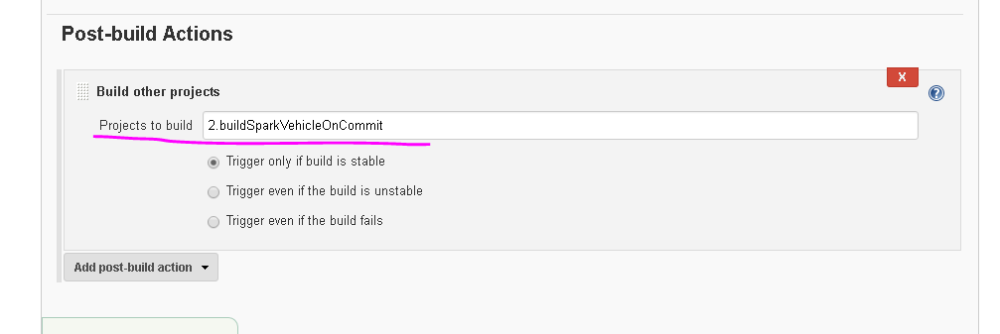 Post-build Actions
X
Build other projects
?
Projects to build 2.buildSparkVehicleOnCommit
Trigger only if build is stable
Trigger even if the build is unstable
Trigger even if the build fails
Add post-build action